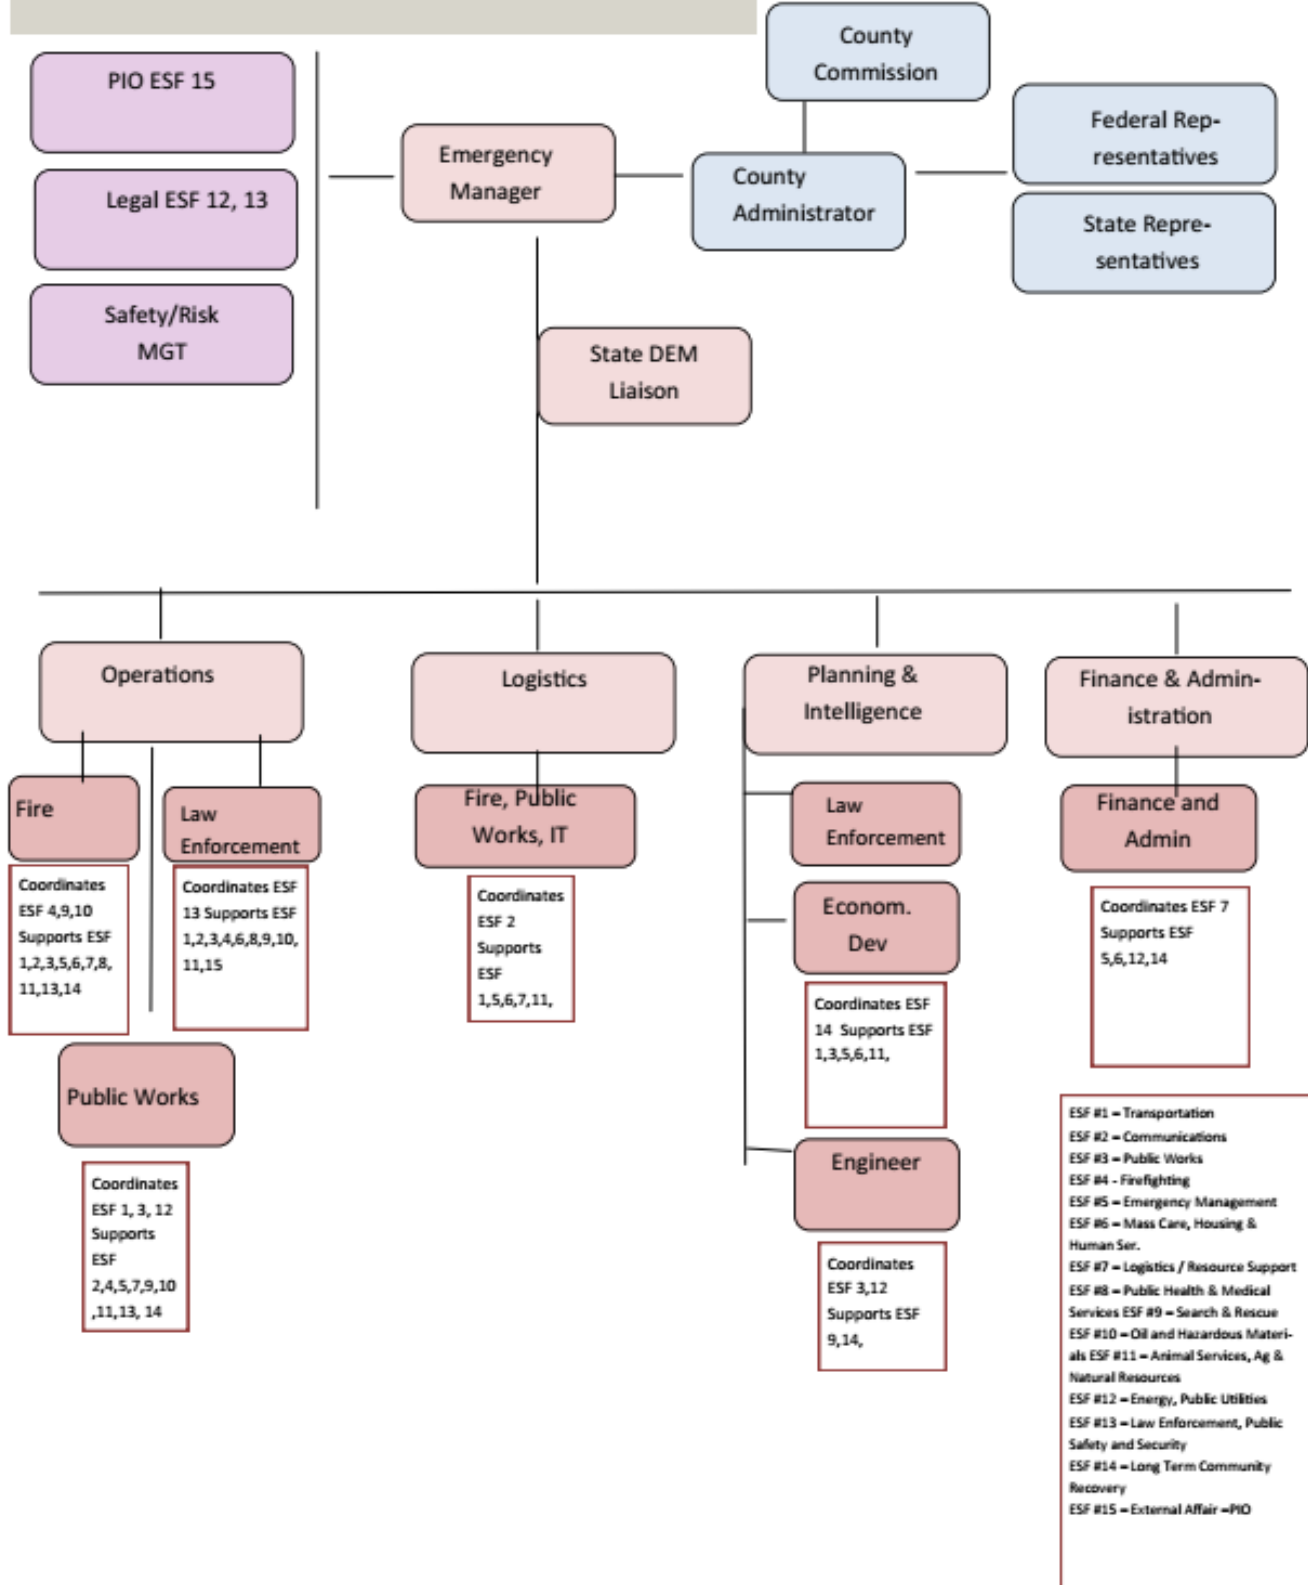 County
Commission
PIO ESF 15
Federal Rep-
resentatives
Emergency
Manager
County
Administrator
Legal ESF 12, 13
State Repre-
sentatives
Safety/Risk
MGT
State DEM
Liaison
Operations
Logistics
Planning &
Intelligence
Finance & Admin-
istration
Fire
Law
Enforcement
Coordinates
ESF 4,9,10
Supports ESF
1,2,3,5,6,7,8,
11,13,14
Coordinates ESF
13 Supports ESF
1,2,3,4,6,8,9,10,
11,15
Public Works
Coordinates
ESF 1, 3, 12
Supports
ESF
2,4,5,7,9,10
,11,13, 14
Fire, Public
Works, IT
Coordinates
ESF 2
Supports
ESF
1,5,6,7,11,
Law
Enforcement
Econom.
Dev
Coordinates ESF
14 Supports ESF
1,3,5,6,11,
Engineer
Coordinates
ESF 3,12
Supports ESF
9,14,
Finance and
Admin
Coordinates ESF 7
Supports ESF
5,6,12,14
ESF #1 – Transportation
ESF #2 – Communications
ESF #3 – Public Works
ESF #4 - Firefighting
ESF #5 – Emergency Management
ESF #6 – Mass Care, Housing &
Human Ser.
ESF #7 – Logistics / Resource Support
ESF #8 – Public Health & Medical
Services ESF #9 – Search & Rescue
ESF #10 – Oil and Hazardous Materi-
als ESF #11 – Animal Services, Ag &
Natural Resources
ESF #12 – Energy, Public Utilities
ESF #13 – Law Enforcement, Public
Safety and Security
ESF #14 – Long Term Community
Recovery
ESF #15 – External Affair –PIO